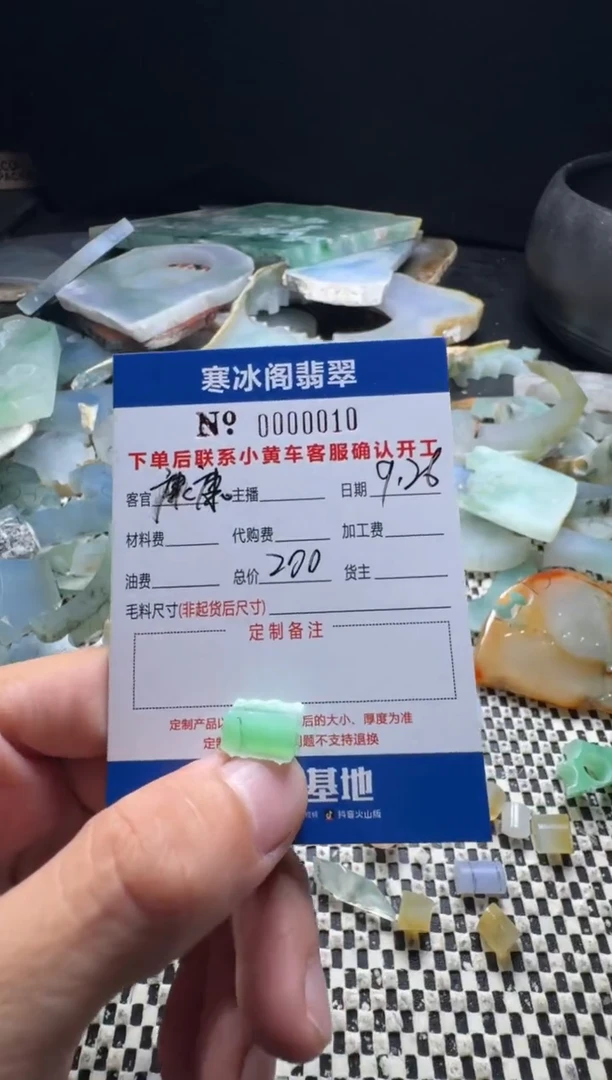 寒冰阁翡翠
Nº 0000010
下单后联系小黄车客服确认开工
客官 康康 主播 日期 9.26
材料费 代购费 加工费
油费 总价 200 货主
毛料尺寸(非起货后尺寸)
定制备注
定制产品 后的大小、厚度为准
定 题不支持退换
基地
抖音火山版